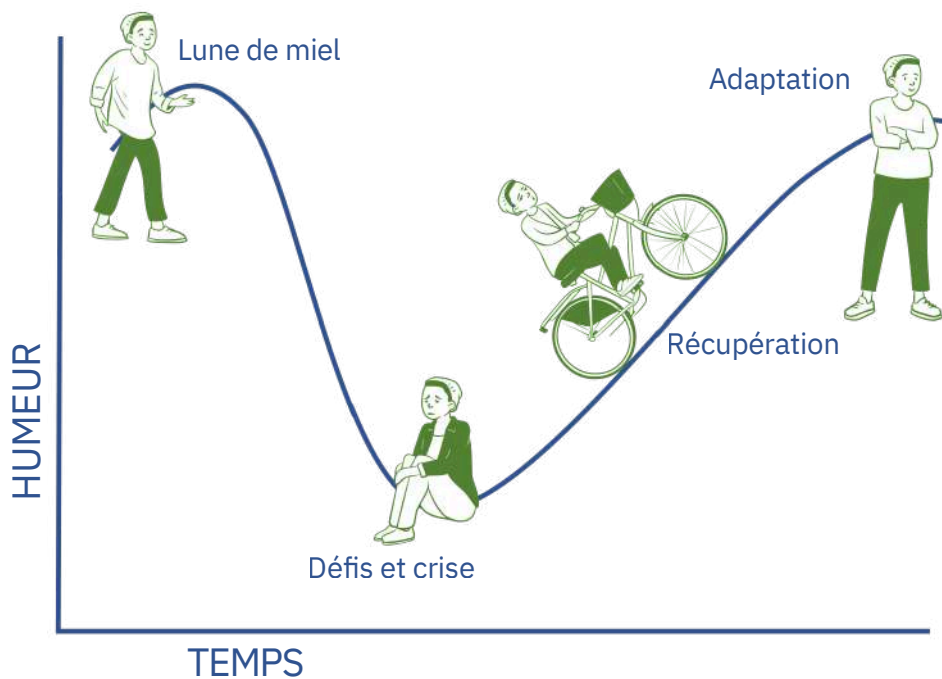 Lune de miel
Adaptation
Récupération
HUMEUR
Défis et crise
TEMPS